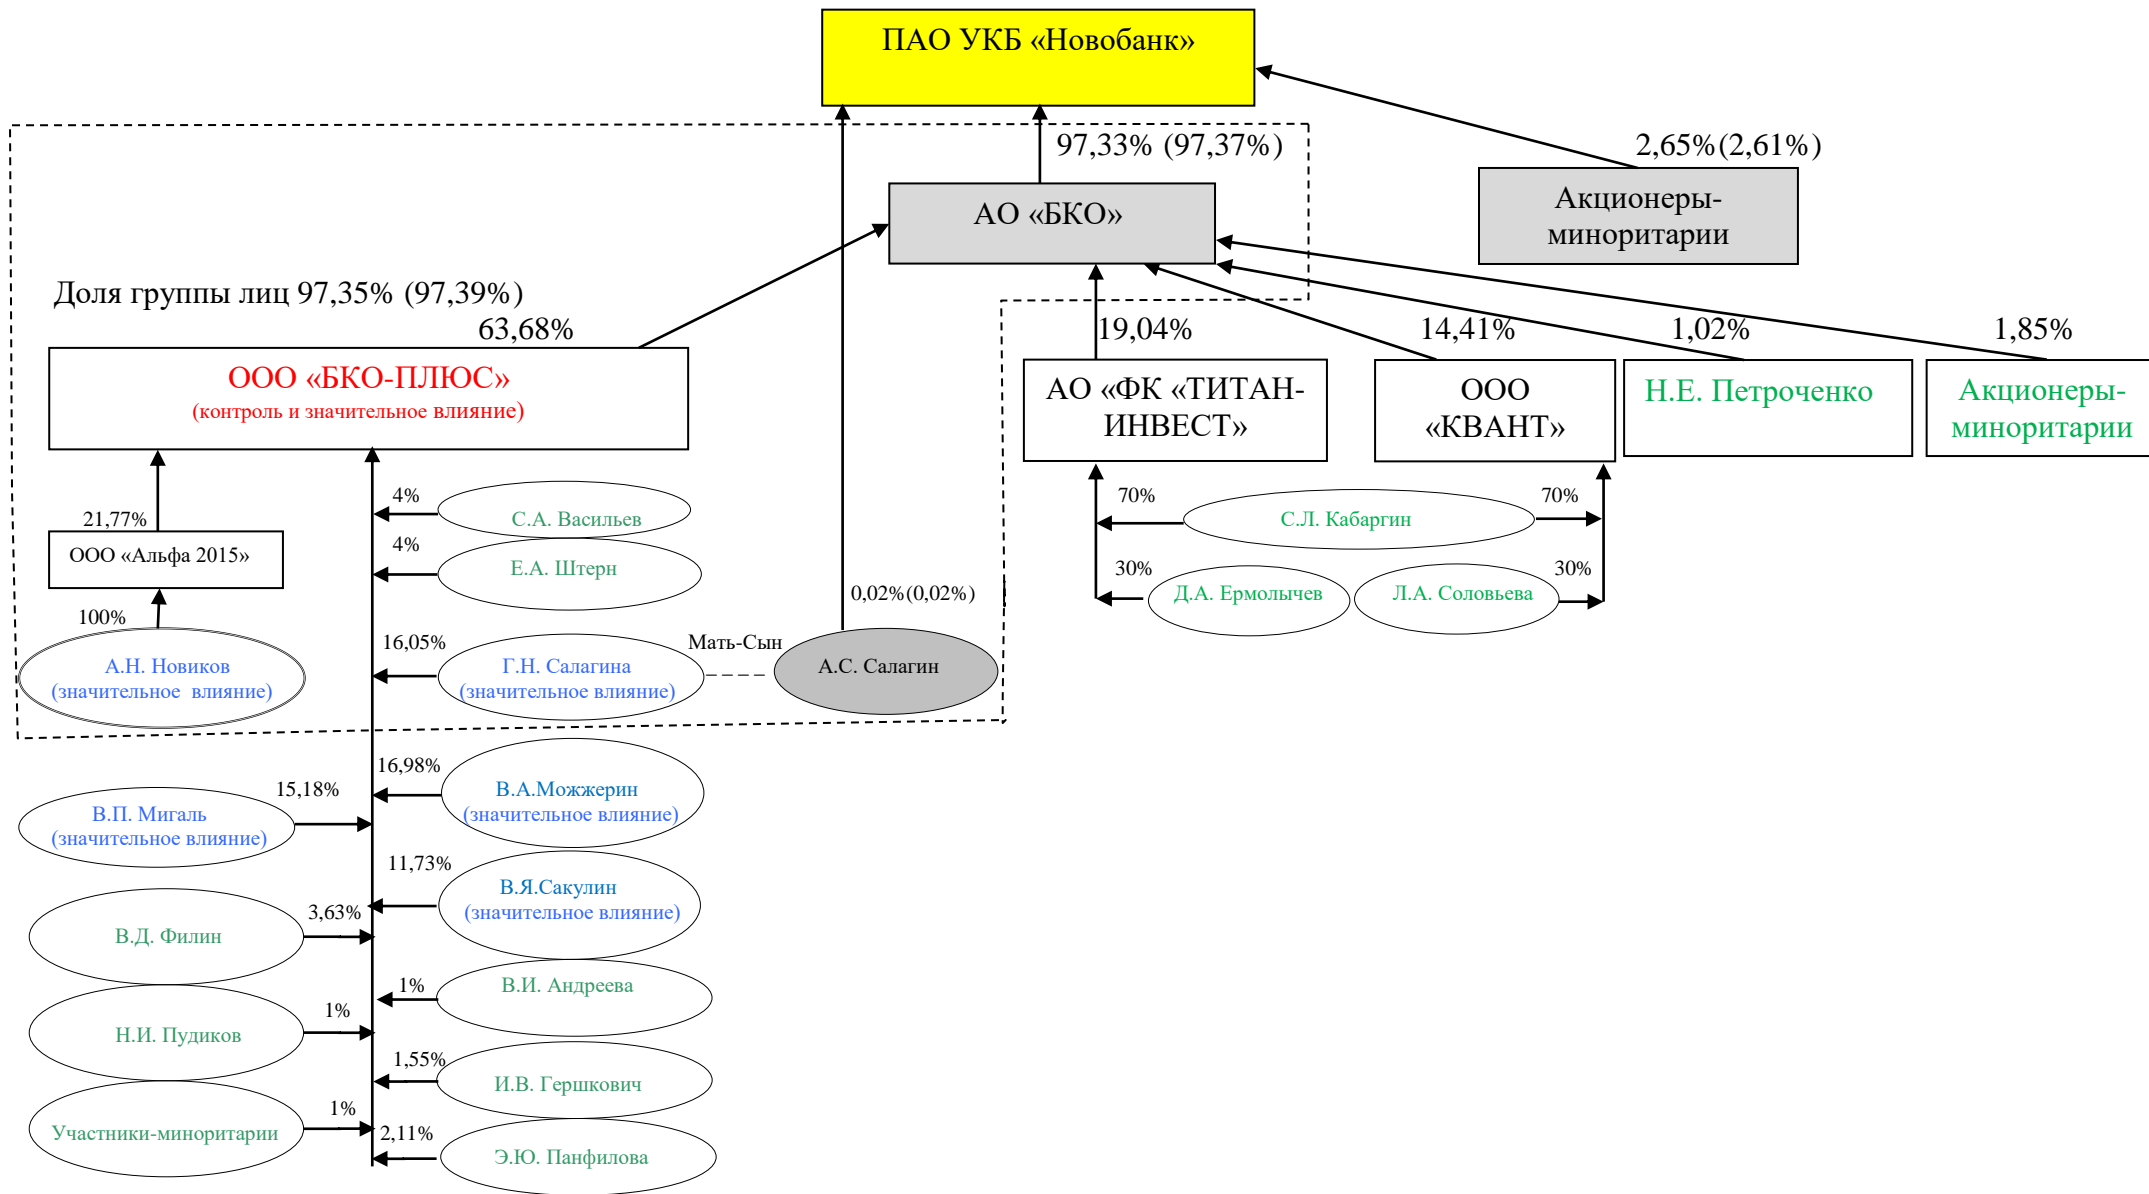 ПАО УКБ «Новобанк»
97,33% (97,37%)
2,65%(2,61%)
АО «БКО»
Акционеры-
миноритарии
Доля группы лиц 97,35% (97,39%)
63,68%
19,04%
14,41%
1,02%
1,85%
ООО «БКО-ПЛЮС»
(контроль и значительное влияние)
АО «ФК «ТИТАН-
ИНВЕСТ»
ООО
«КВАНТ»
Н.Е. Петроченко
Акционеры-
миноритарии
21,77%
ООО «Альфа 2015»
100%
А.Н. Новиков
(значительное влияние)
4%
С.А. Васильев
4%
Е.А. Штерн
16,05%
Г.Н. Салагина
(значительное влияние)
Мать-Сын
0,02%(0,02%)
А.С. Салагин
70%
С.Л. Кабаргин
70%
30%
Д.А. Ермолычев
Л.А. Соловьева
30%
15,18%
В.П. Мигаль
(значительное влияние)
16,98%
В.А.Можжерин
(значительное влияние)
11,73%
В.Я.Сакулин
(значительное влияние)
3,63%
В.Д. Филин
1%
В.И. Андреева
1%
Н.И. Пудиков
1,55%
И.В. Гершкович
1%
Участники-миноритарии
2,11%
Э.Ю. Панфилова